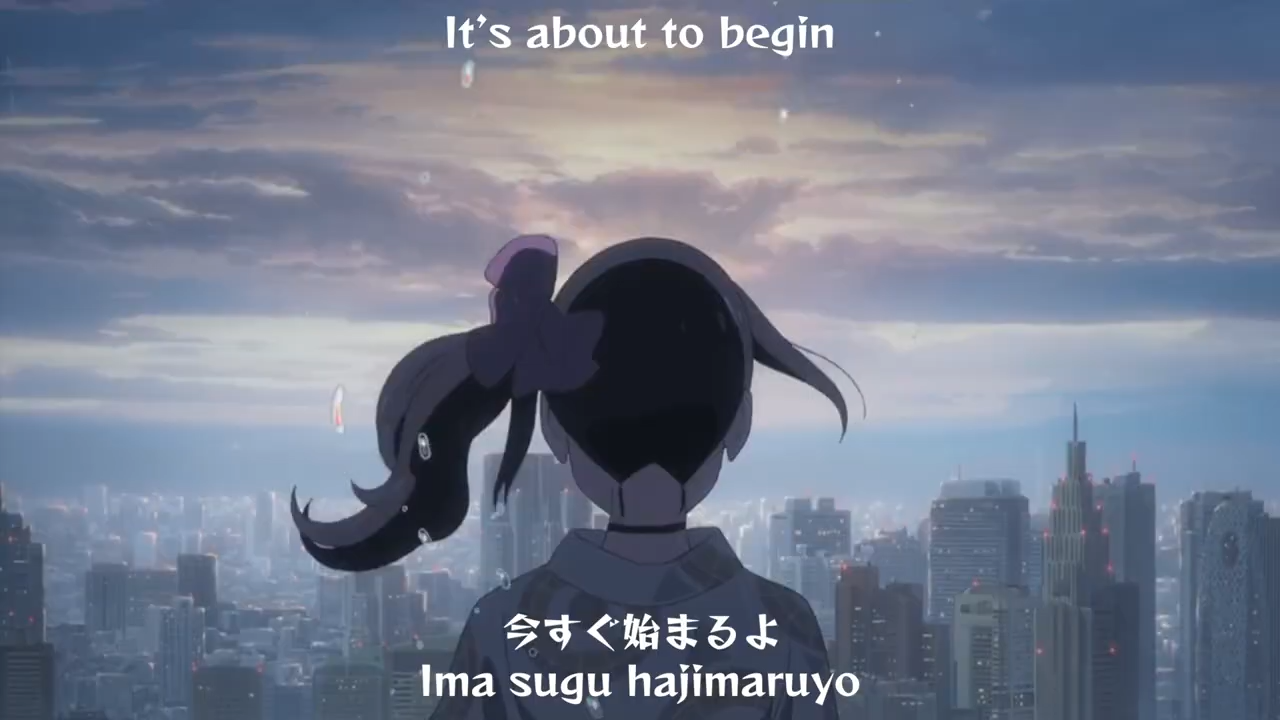 It's about to begin
今すぐ始まるよ
Ima sugu hajimaruyo